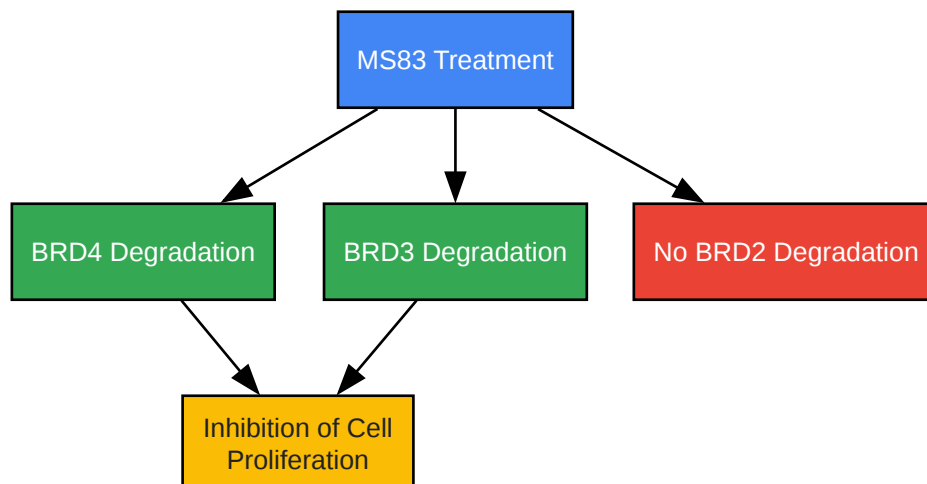 MS83 Treatment
BRD4 Degradation
BRD3 Degradation
No BRD2 Degradation
Inhibition of Cell
Proliferation